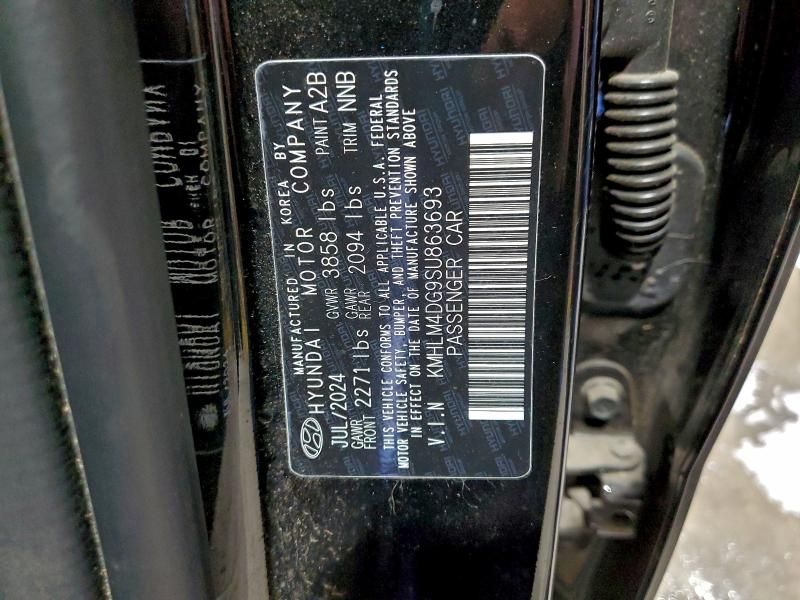 MANUFACTURED IN KOREA BY
HYUNDAI MOTOR COMPANY
JUL/2024 GVWR 3858 lbs PAINT A2B
GAWR FRONT 2271 lbs GAWR REAR 2094 lbs TRIM NNB
THIS VEHICLE CONFORMS TO ALL APPLICABLE U.S.A. FEDERAL
MOTOR VEHICLE SAFETY, BUMPER, AND THEFT PREVENTION STANDARDS
IN EFFECT ON THE DATE OF MANUFACTURE SHOWN ABOVE
V.I.N KMHLM4DG9SU863693
PASSENGER CAR